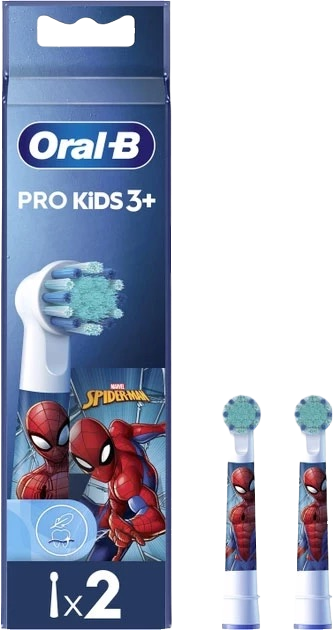 Oral-B
PRO KiDS 3+
MARVEL
SPIDER-MAN
x2